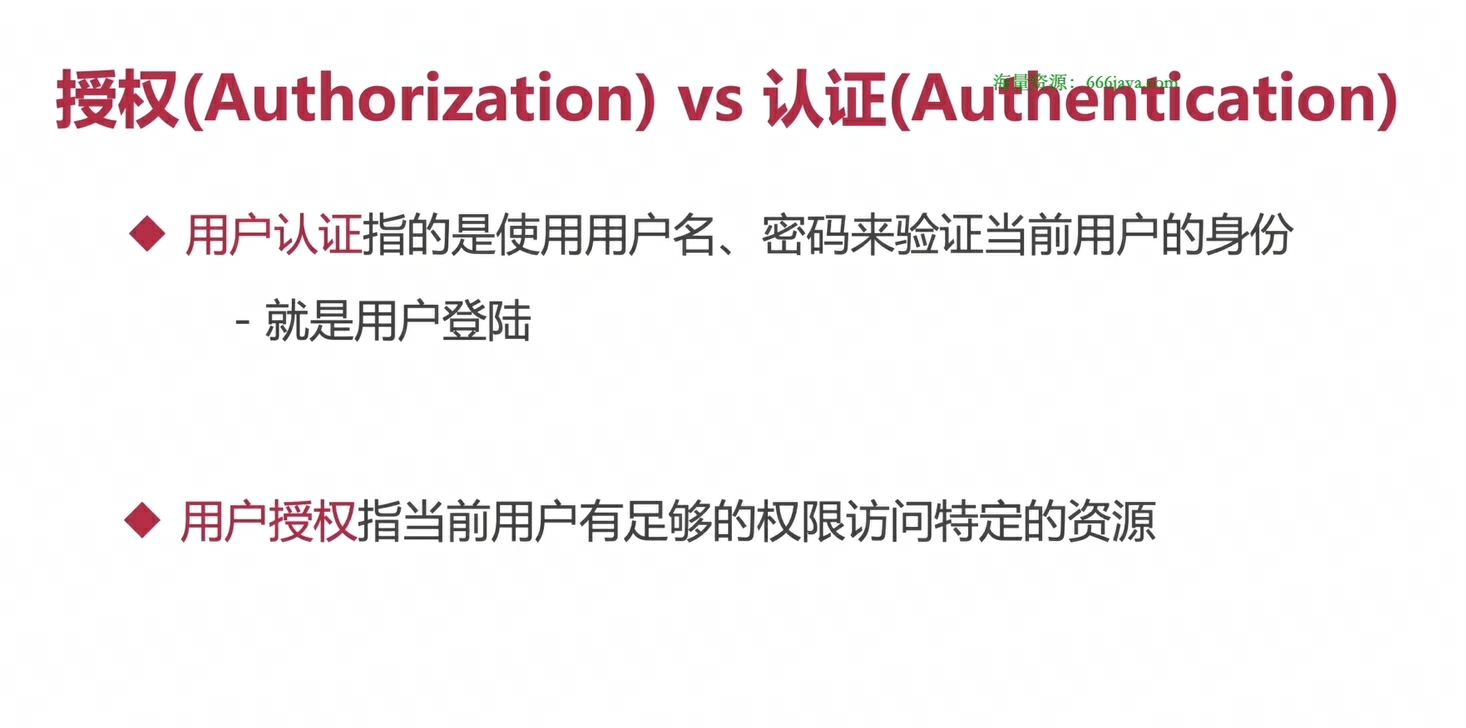 授权(Authorization) vs 认证(Authentication)
海量资源：666java.com
用户认证指的是使用用户名、密码来验证当前用户的身份
- 就是用户登陆
用户授权指当前用户有足够的权限访问特定的资源